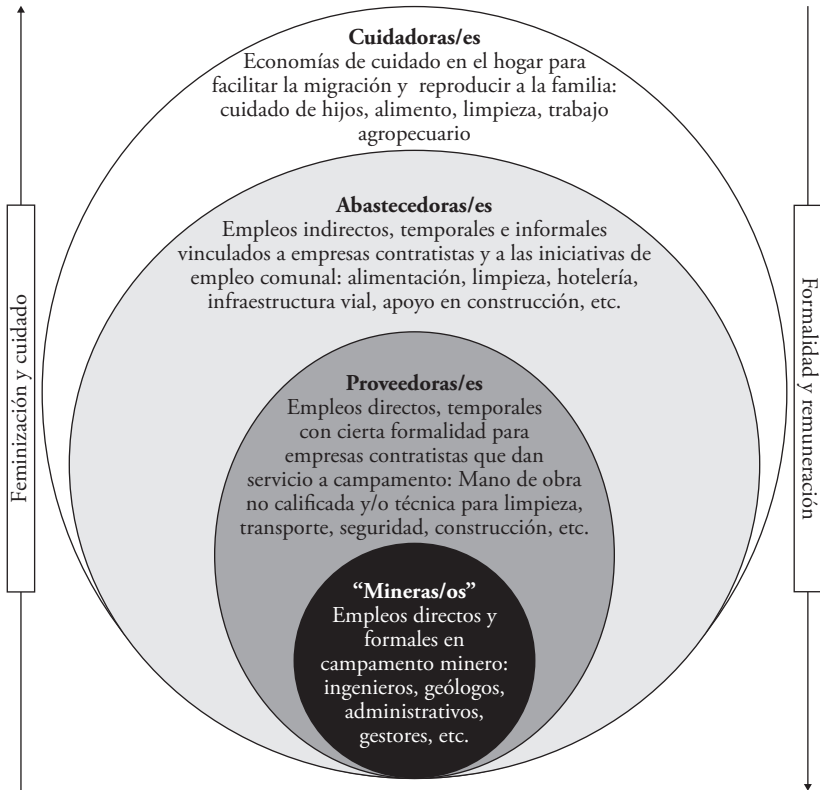 Cuidadoras/es
Economías de cuidado en el hogar para
facilitar la migración y reproducir a la familia:
cuidado de hijos, alimento, limpieza, trabajo
agropecuario
Abastecedoras/es
Empleos indirectos, temporales e informales
vinculados a empresas contratistas y a las iniciativas de
empleo comunal: alimentación, limpieza, hotelería,
infraestructura vial, apoyo en construcción, etc.
Proveedoras/es
Empleos directos, temporales
con cierta formalidad para
empresas contratistas que dan
servicio a campamento: Mano de obra
no calificada y/o técnica para limpieza,
transporte, seguridad, construcción, etc.
“Mineras/os”
Empleos directos y
formales en
campamento minero:
ingenieros, geólogos,
administrativos,
gestores, etc.
Feminización y cuidado
Formalidad y remuneración